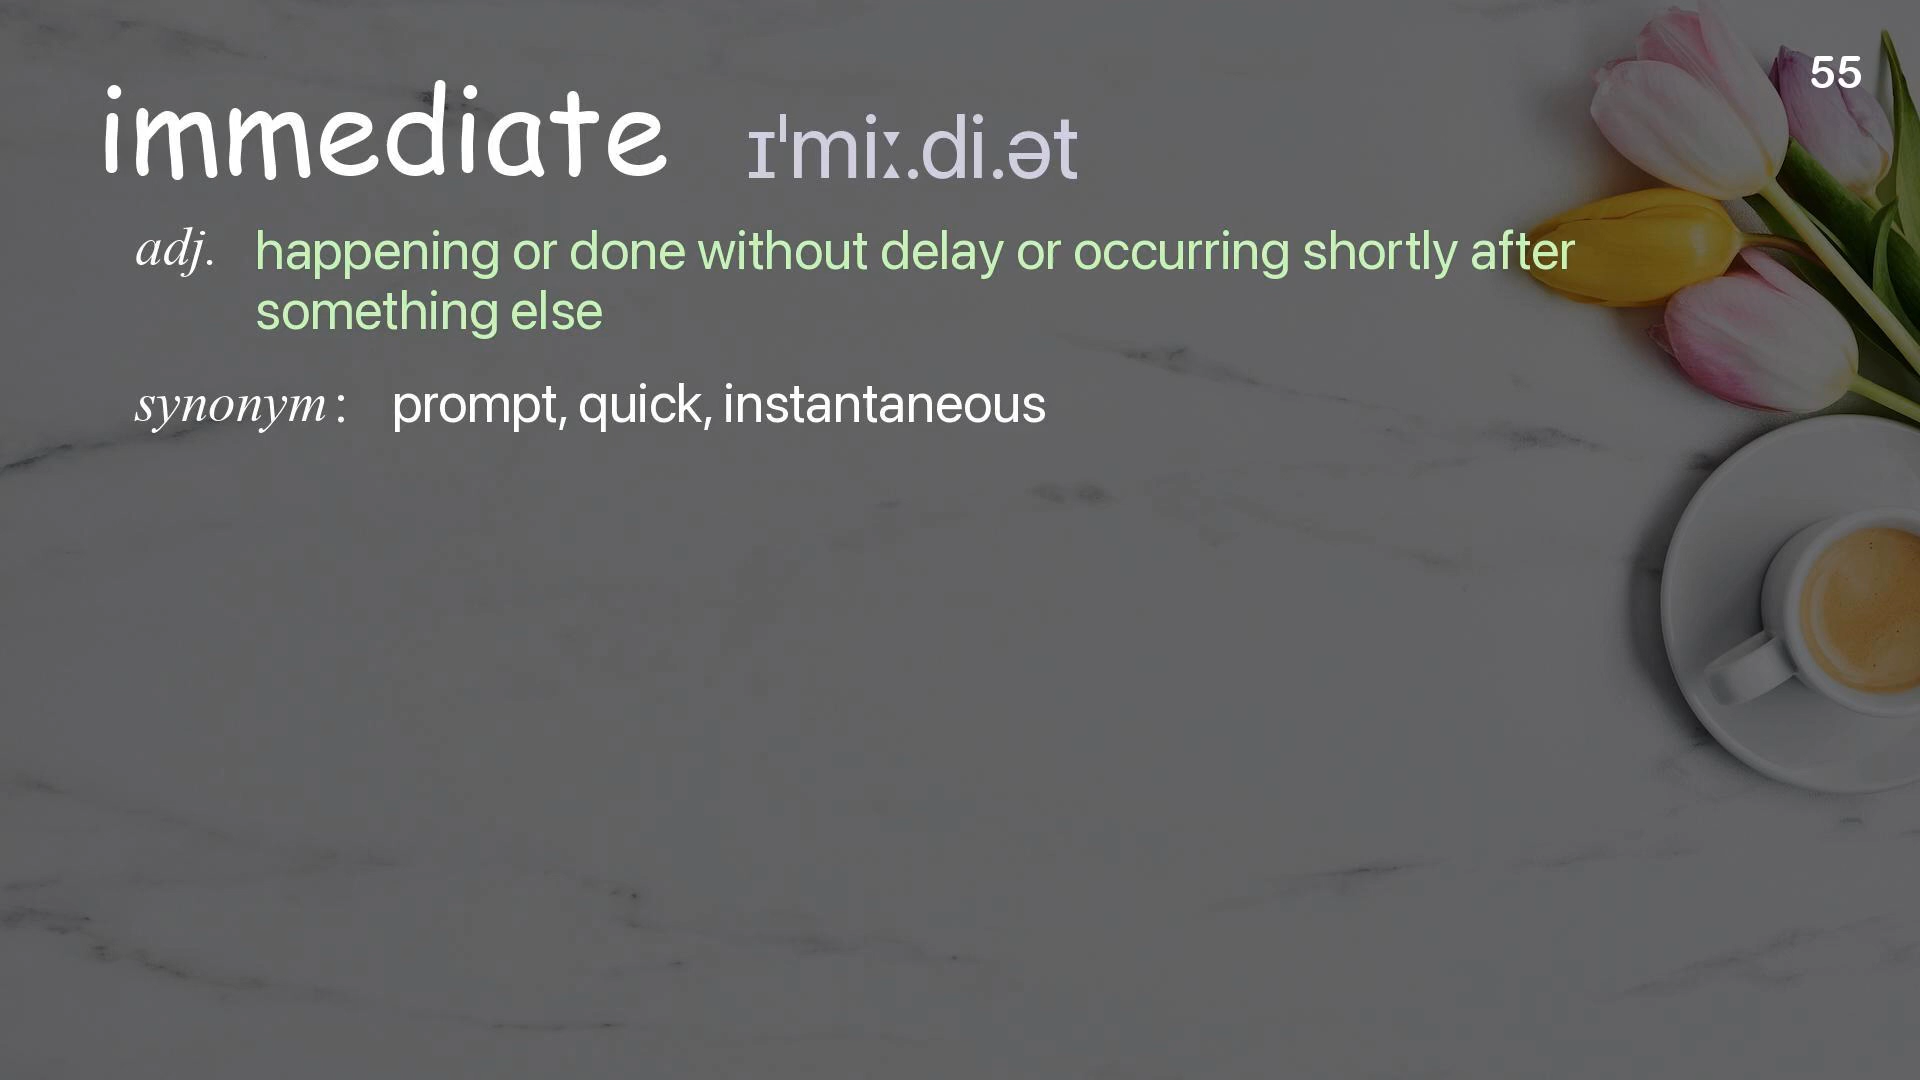 55
immediate ɪˈmiː.di.ət
adj. happening or done without delay or occurring shortly after
something else
synonym: prompt, quick, instantaneous